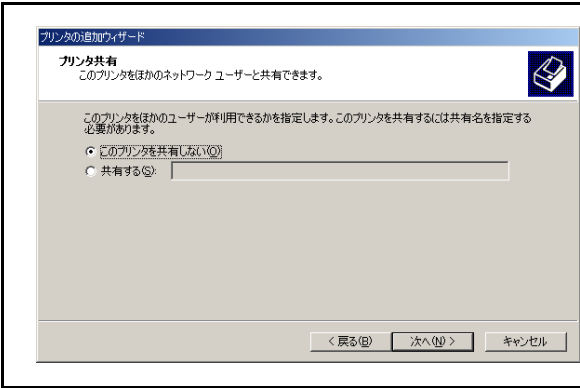 プリンタの追加ウィザード
プリンタ共有
このプリンタをほかのネットワーク ユーザーと共有できます。
このプリンタをほかのユーザーが利用できるかを指定します。このプリンタを共有するには共有名を指定する
必要があります。
このプリンタを共有しない(O)
共有する(S):
< 戻る(B)
次へ(N) >
キャンセル